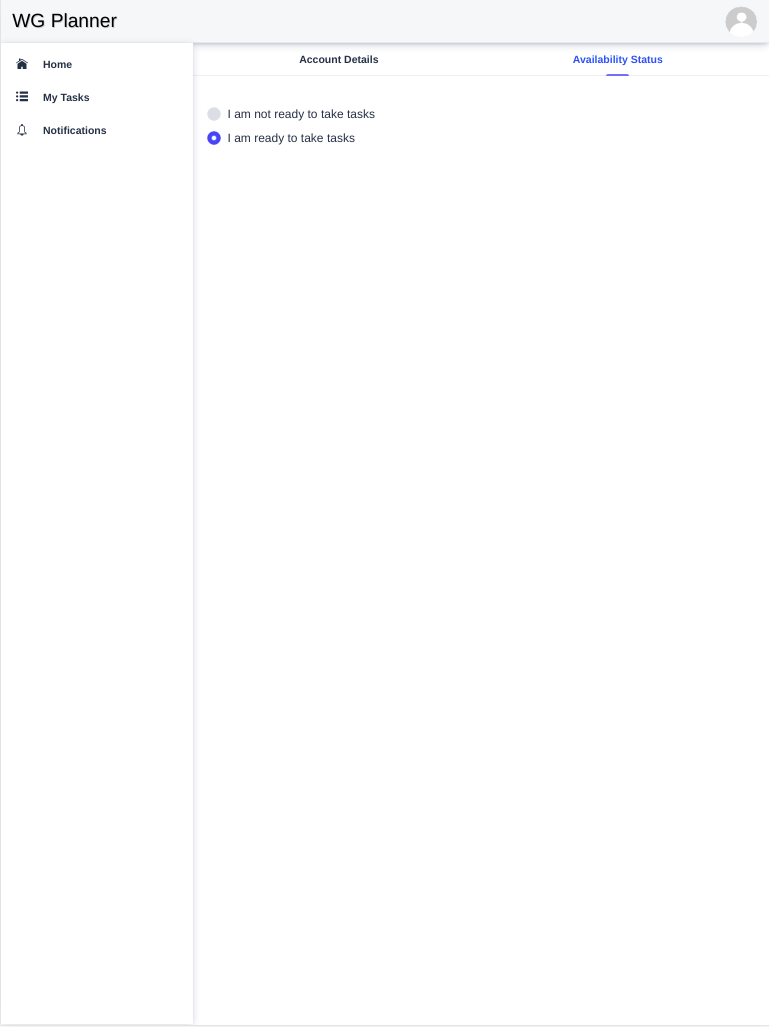 WG Planner
Home
My Tasks
Notifications
Account Details
Availability Status
I am not ready to take tasks
I am ready to take tasks